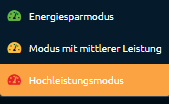 Energiesparmodus
Modus mit mittlerer Leistung
Hochleistungsmodus